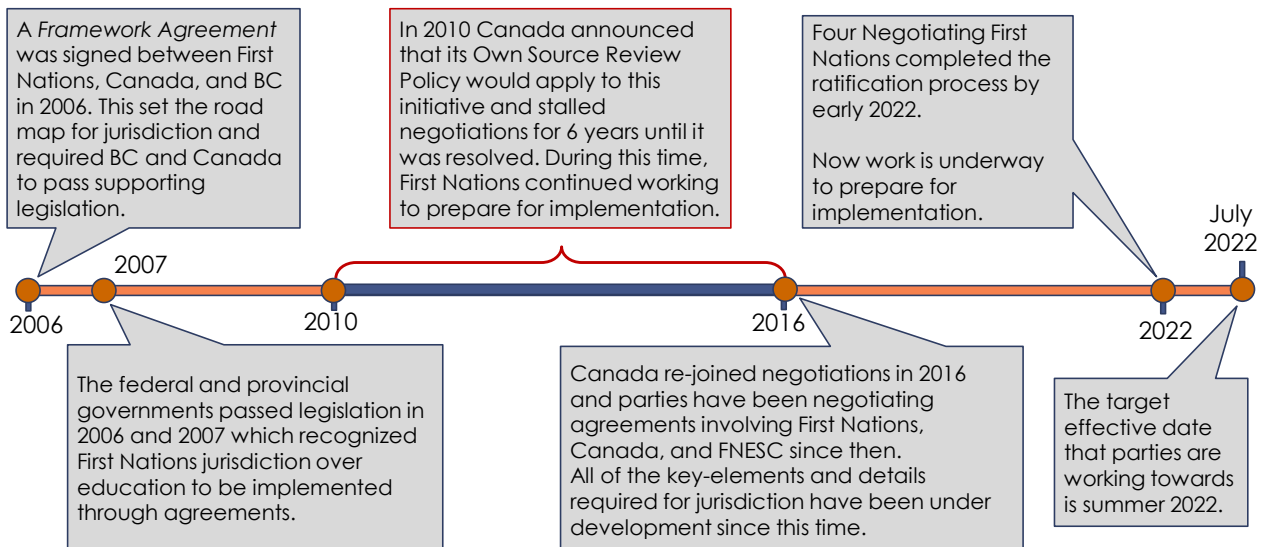 A Framework Agreement
was signed between First
Nations, Canada, and BC
in 2006. This set the road
map for jurisdiction and
required BC and Canada
to pass supporting
legislation.
In 2010 Canada announced
that its Own Source Review
Policy would apply to this
initiative and stalled
negotiations for 6 years until it
was resolved. During this time,
First Nations continued working
to prepare for implementation.
Four Negotiating First
Nations completed the
ratification process by
early 2022.
Now work is underway
to prepare for
implementation.
July
2022
2007
2006
2010
2016
2022
The federal and provincial
governments passed legislation in
2006 and 2007 which recognized
First Nations jurisdiction over
education to be implemented
through agreements.
Canada re-joined negotiations in 2016
and parties have been negotiating
agreements involving First Nations,
Canada, and FNESC since then.
All of the key-elements and details
required for jurisdiction have been under
development since this time.
The target
effective date
that parties are
working towards
is summer 2022.